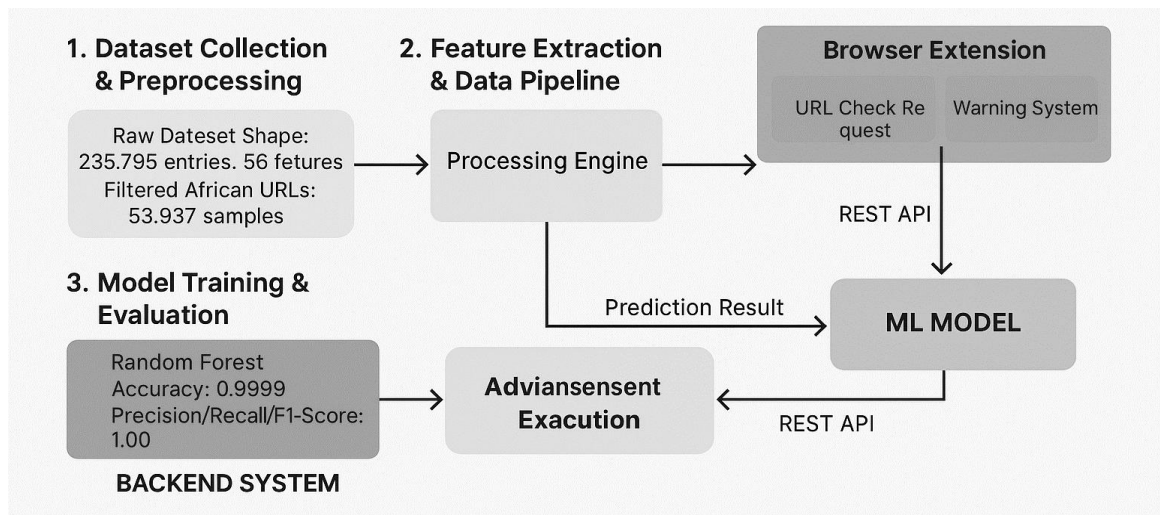 1. Dataset Collection
& Preprocessing
Raw Dateset Shape:
235.795 entries. 56 fetures
Filtered African URLs:
53.937 samples
2. Feature Extraction
& Data Pipeline
Processing Engine
Browser Extension
URL Check Re
quest
Warning System
REST API
Prediction Result
ML MODEL
3. Model Training &
Evaluation
Random Forest
Accuracy: 0.9999
Precision/Recall/F1-Score:
1.00
BACKEND SYSTEM
Adviansensent
Exacution
REST API